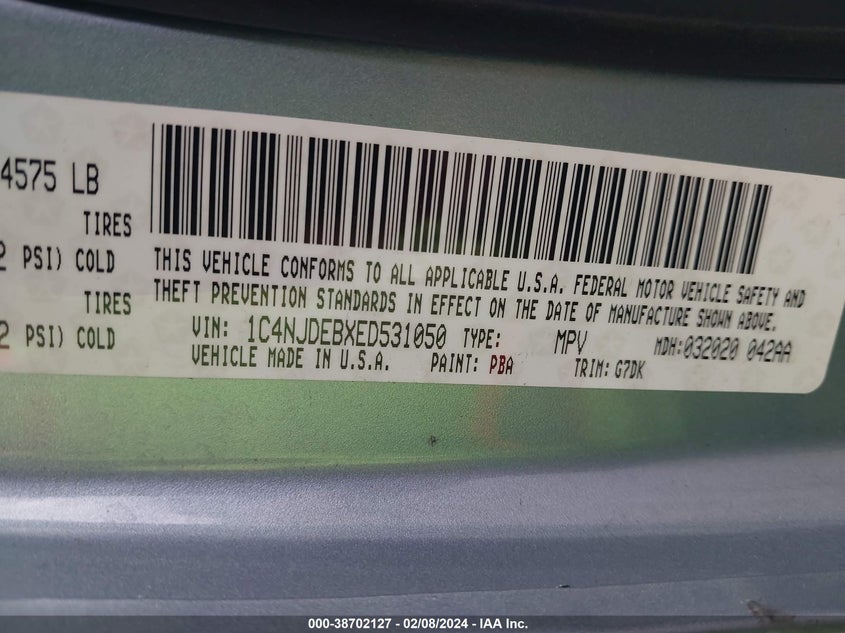 4575 LB
TIRES
2 PSI) COLD
TIRES
2 PSI) COLD
THIS VEHICLE CONFORMS TO ALL APPLICABLE U.S.A. FEDERAL MOTOR VEHICLE SAFETY AND
THEFT PREVENTION STANDARDS IN EFFECT ON THE DATE OF MANUFACTURE SHOWN ABOVE.
VIN: 1C4NJDEBXED531050 TYPE: MPV MDH:032020 042AA
VEHICLE MADE IN U.S.A. PAINT: PBA TRIM: G7DK
000-38702127 - 02/08/2024 - IAA Inc.